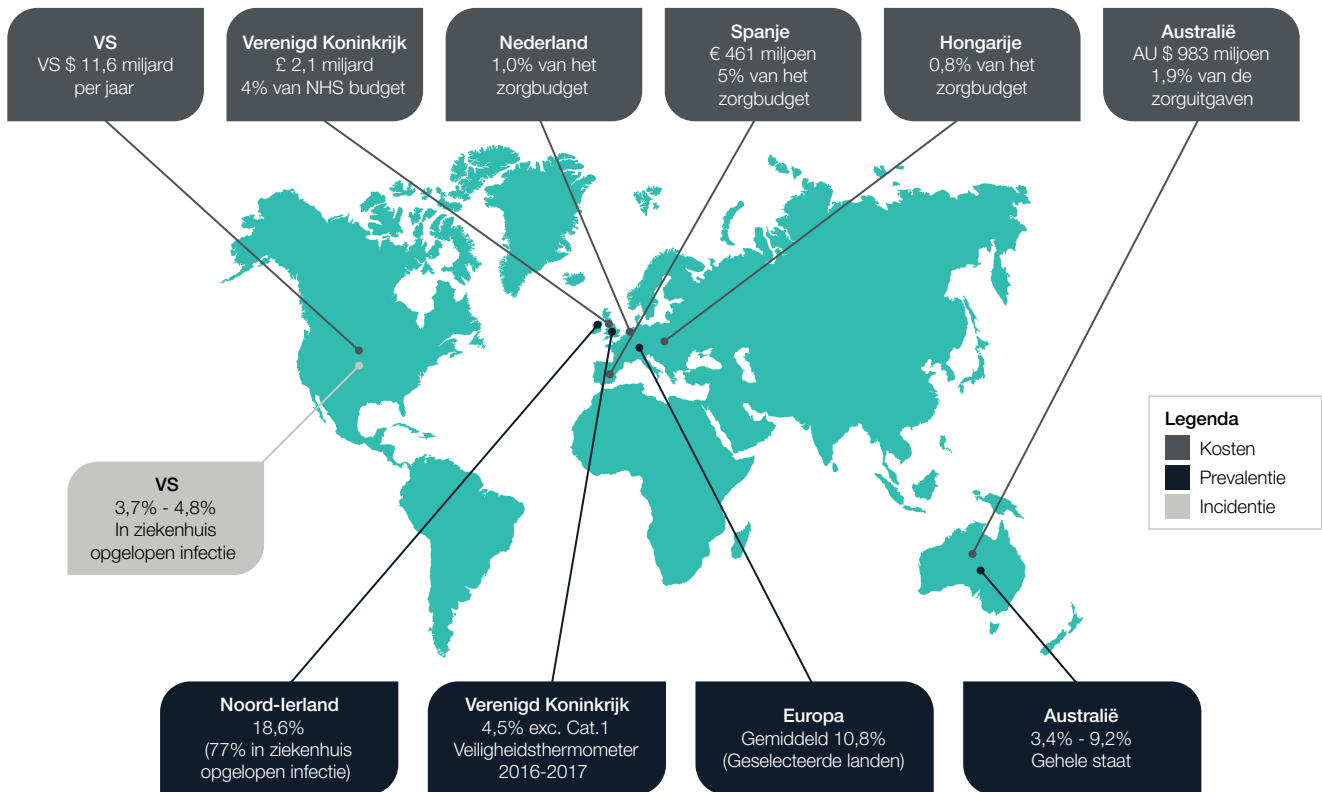 VS
VS $ 11,6 miljard
per jaar
Verenigd Koninkrijk
£ 2,1 miljard
4% van NHS budget
Nederland
1,0% van het
zorgbudget
Spanje
€ 461 miljoen
5% van het
zorgbudget
Hongarije
0,8% van het
zorgbudget
Australië
AU $ 983 miljoen
1,9% van de
zorguitgaven
Legenda
Kosten
Prevalentie
Incidentie
VS
3,7% - 4,8%
In ziekenhuis
opgelopen infectie
Noord-Ierland
18,6%
(77% in ziekenhuis
opgelopen infectie)
Verenigd Koninkrijk
4,5% exc. Cat.1
Veiligheidsthermometer
2016-2017
Europa
Gemiddeld 10,8%
(Geselecteerde landen)
Australië
3,4% - 9,2%
Gehele staat